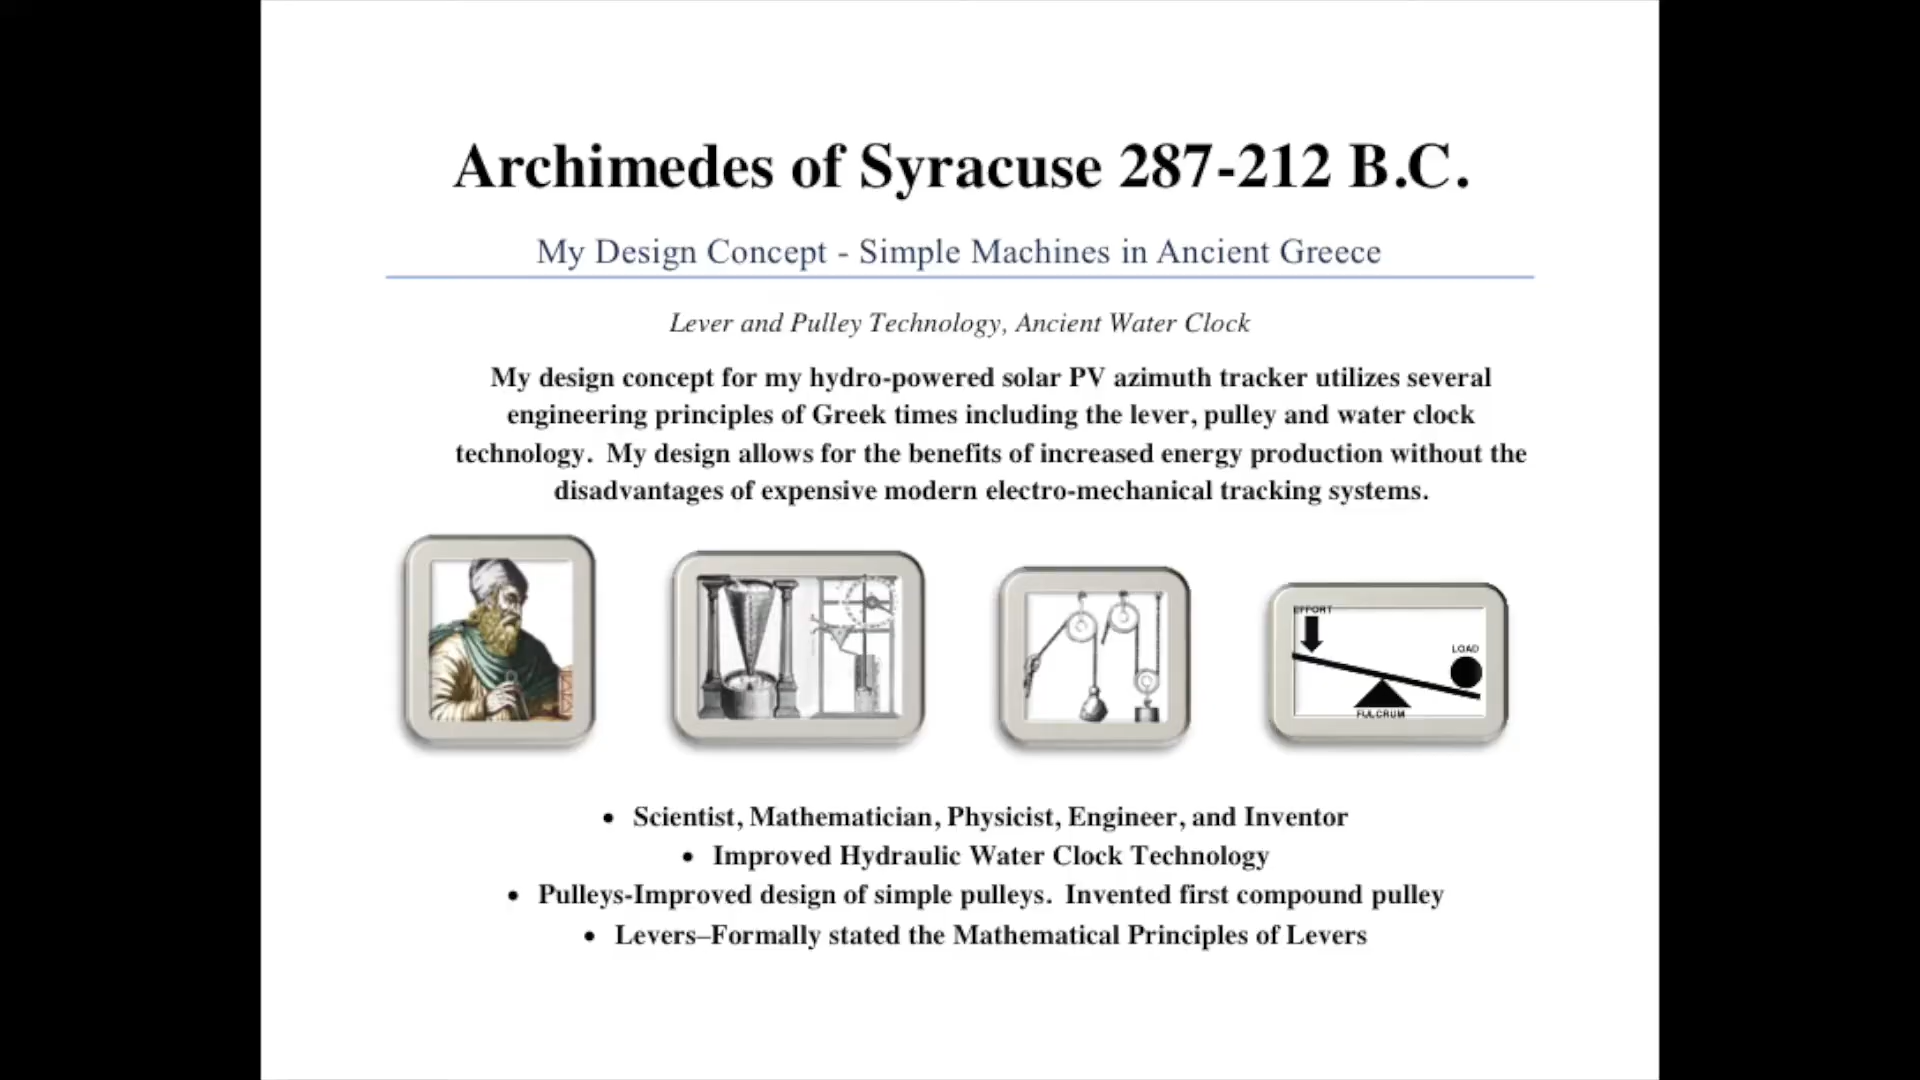 Archimedes of Syracuse 287-212 B.C.
My Design Concept - Simple Machines in Ancient Greece
Lever and Pulley Technology, Ancient Water Clock
My design concept for my hydro-powered solar PV azimuth tracker utilizes several
engineering principles of Greek times including the lever, pulley and water clock
technology.  My design allows for the benefits of increased energy production without the
disadvantages of expensive modern electro-mechanical tracking systems.
EFFORT
LOAD
FULCRUM
• Scientist, Mathematician, Physicist, Engineer, and Inventor
• Improved Hydraulic Water Clock Technology
• Pulleys-Improved design of simple pulleys.  Invented first compound pulley
• Levers–Formally stated the Mathematical Principles of Levers